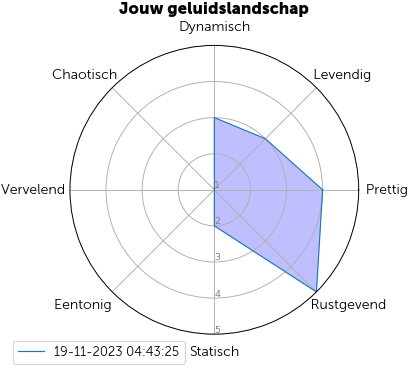 Jouw geluidslandschap
Dynamisch
Chaotisch
Levendig
Vervelend
Prettig
1
2
3
4
5
Eentonig
Rustgevend
Statisch
19-11-2023 04:43:25